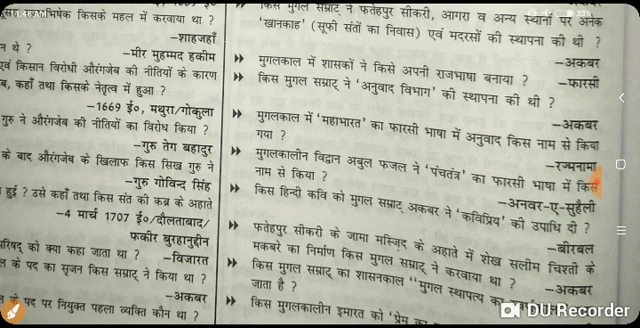 भिषेक किसके महल में करवाया था ?
–शाहजहाँ
न थे ?
–मीर मुहम्मद हकीम
एवं किसान विरोधी औरंगजेब की नीतियों के कारण
ब, कहाँ तथा किसके नेतृत्व में हुआ ?
–1669 ई०, मथुरा/गोकुला
गुरु ने औरंगजेब की नीतियों का विरोध किया ?
–गुरु तेग बहादुर
के बाद औरंगजेब के खिलाफ किस सिख गुरु ने
–गुरु गोविन्द सिंह
हुई ? उसे कहाँ तथा किस संत की कब्र के अहाते
–4 मार्च 1707 ई०/दौलताबाद/
फकीर बुरहानुद्दीन
परिषद् को क्या कहा जाता था ?
–विजारत
ल के पद का सृजन किस सम्राट् ने किया था ?
–अकबर
के पद पर नियुक्त पहला व्यक्ति कौन था ?
किस मुगल सम्राट् ने फतेहपुर सीकरी, आगरा व अन्य स्थानों पर अनेक
'खानकाह' (सूफी संतों का निवास) एवं मदरसों की स्थापना की थी ?
–अकबर
मुगलकाल में शासकों ने किसे अपनी राजभाषा बनाया ?
–फारसी
किस मुगल सम्राट् ने 'अनुवाद विभाग' की स्थापना की थी ?
–अकबर
मुगलकाल में 'महाभारत' का फारसी भाषा में अनुवाद किस नाम से किया
गया ?
–रज्मनामा
मुगलकालीन विद्वान अबुल फजल ने 'पंचतंत्र' का फारसी भाषा में किस
नाम से किया ?
–अनवर-ए-सुहैली
किस हिन्दी कवि को मुगल सम्राट् अकबर ने 'कविप्रिय' की उपाधि दी ?
–बीरबल
फतेहपुर सीकरी के जामा मस्जिद के अहाते में शेख सलीम चिश्ती के
मकबरे का निर्माण किस मुगल सम्राट् ने करवाया था ?
–अकबर
किस मुगल सम्राट् का शासनकाल "मुगल स्थापत्य का
जाता है ?
किस मुगलकालीन इमारत को 'प्रेम का
DU Recorder